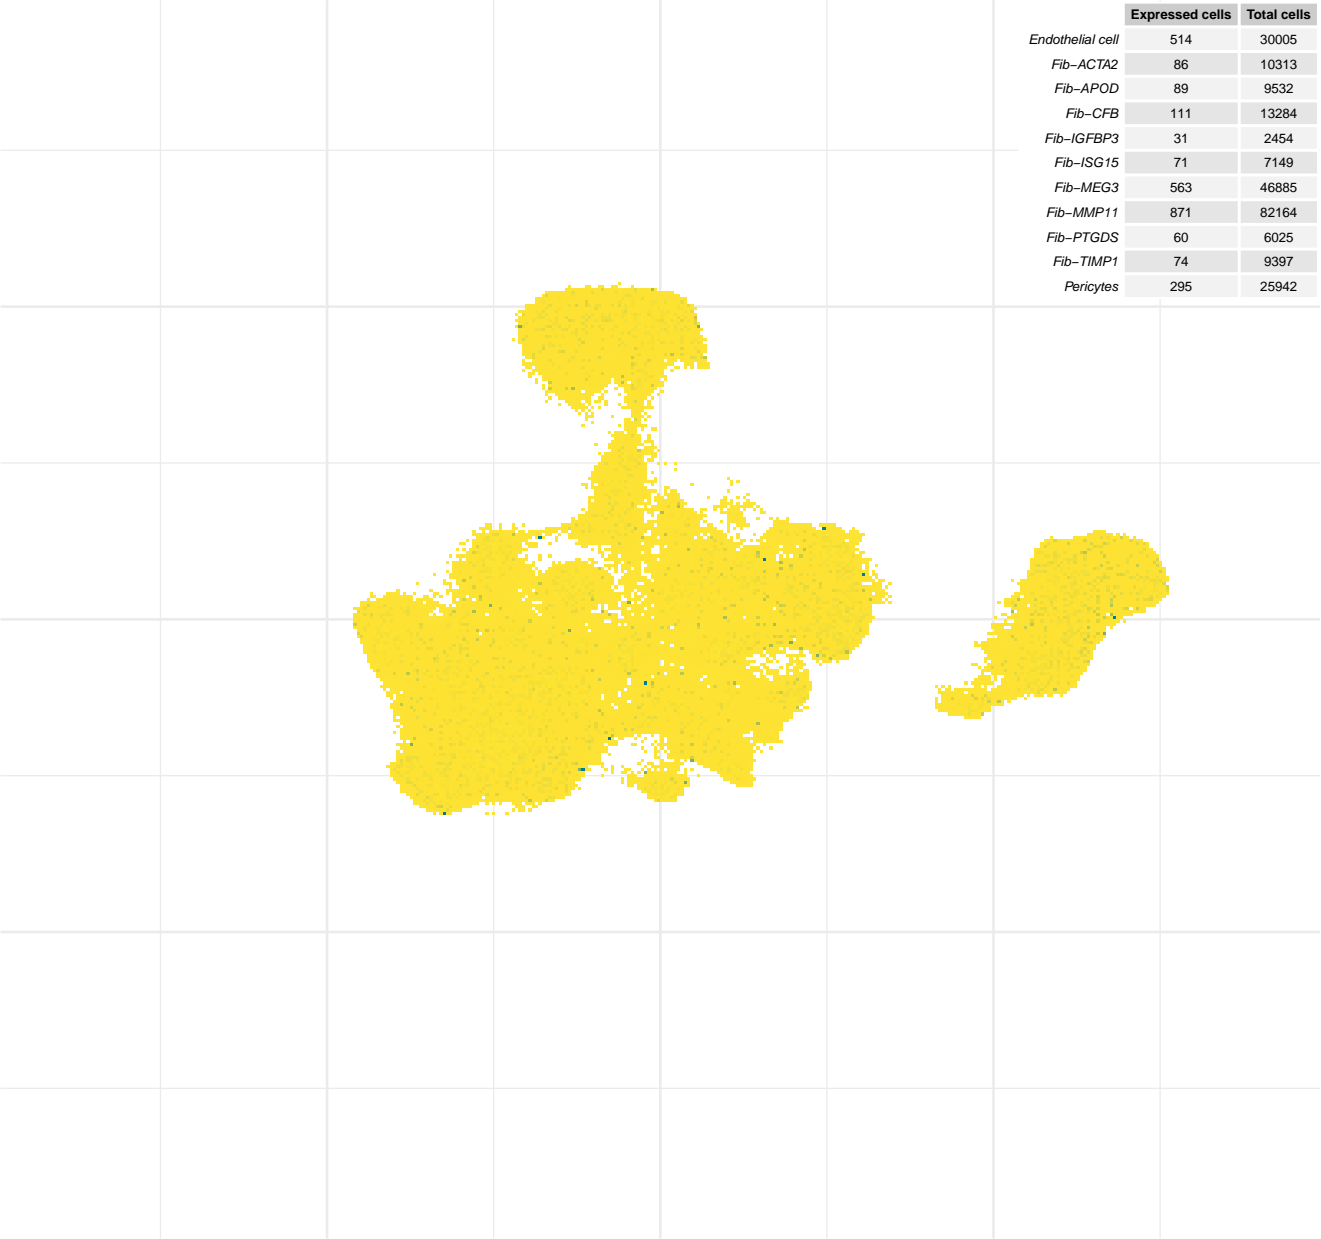 Expressed cells Total cells
Endothelial cell 514 30005
Fib−ACTA2 86 10313
Fib−APOD 89 9532
Fib−CFB 111 13284
Fib−IGFBP3 31 2454
Fib−ISG15 71 7149
Fib−MEG3 563 46885
Fib−MMP11 871 82164
Fib−PTGDS 60 6025
Fib−TIMP1 74 9397
Pericytes 295 25942